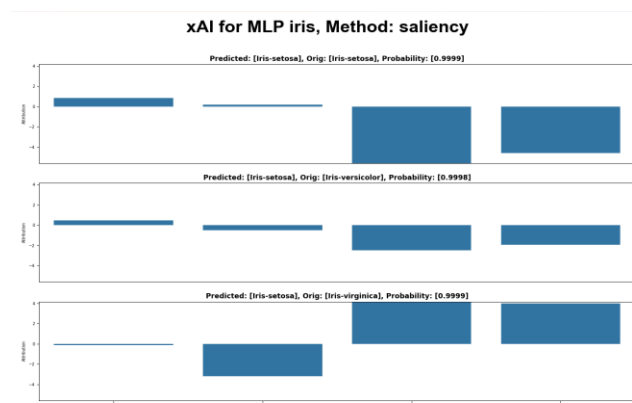 xAI for MLP iris, Method: saliency
Predicted: [Iris-setosa], Orig: [Iris-setosa], Probability: [0.9999]
4
2
0
−2
−4
Attribution
Predicted: [Iris-setosa], Orig: [Iris-versicolor], Probability: [0.9998]
4
2
0
−2
−4
Attribution
Predicted: [Iris-setosa], Orig: [Iris-virginica], Probability: [0.9999]
4
2
0
−2
−4
Attribution